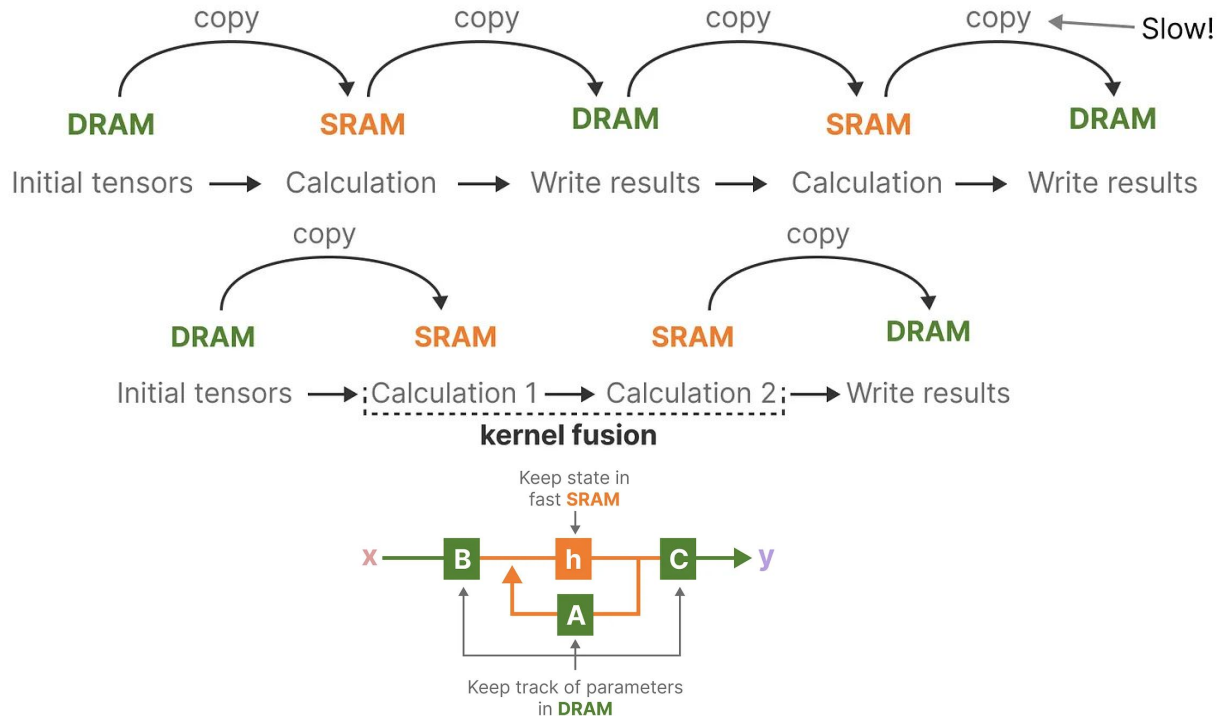 copy copy copy copy Slow!
DRAM SRAM DRAM SRAM DRAM
Initial tensors Calculation Write results Calculation Write results
copy copy
DRAM SRAM SRAM DRAM
Initial tensors Calculation 1 Calculation 2 Write results
kernel fusion
Keep state in
fast SRAM
x B h C y
A
Keep track of parameters
in DRAM